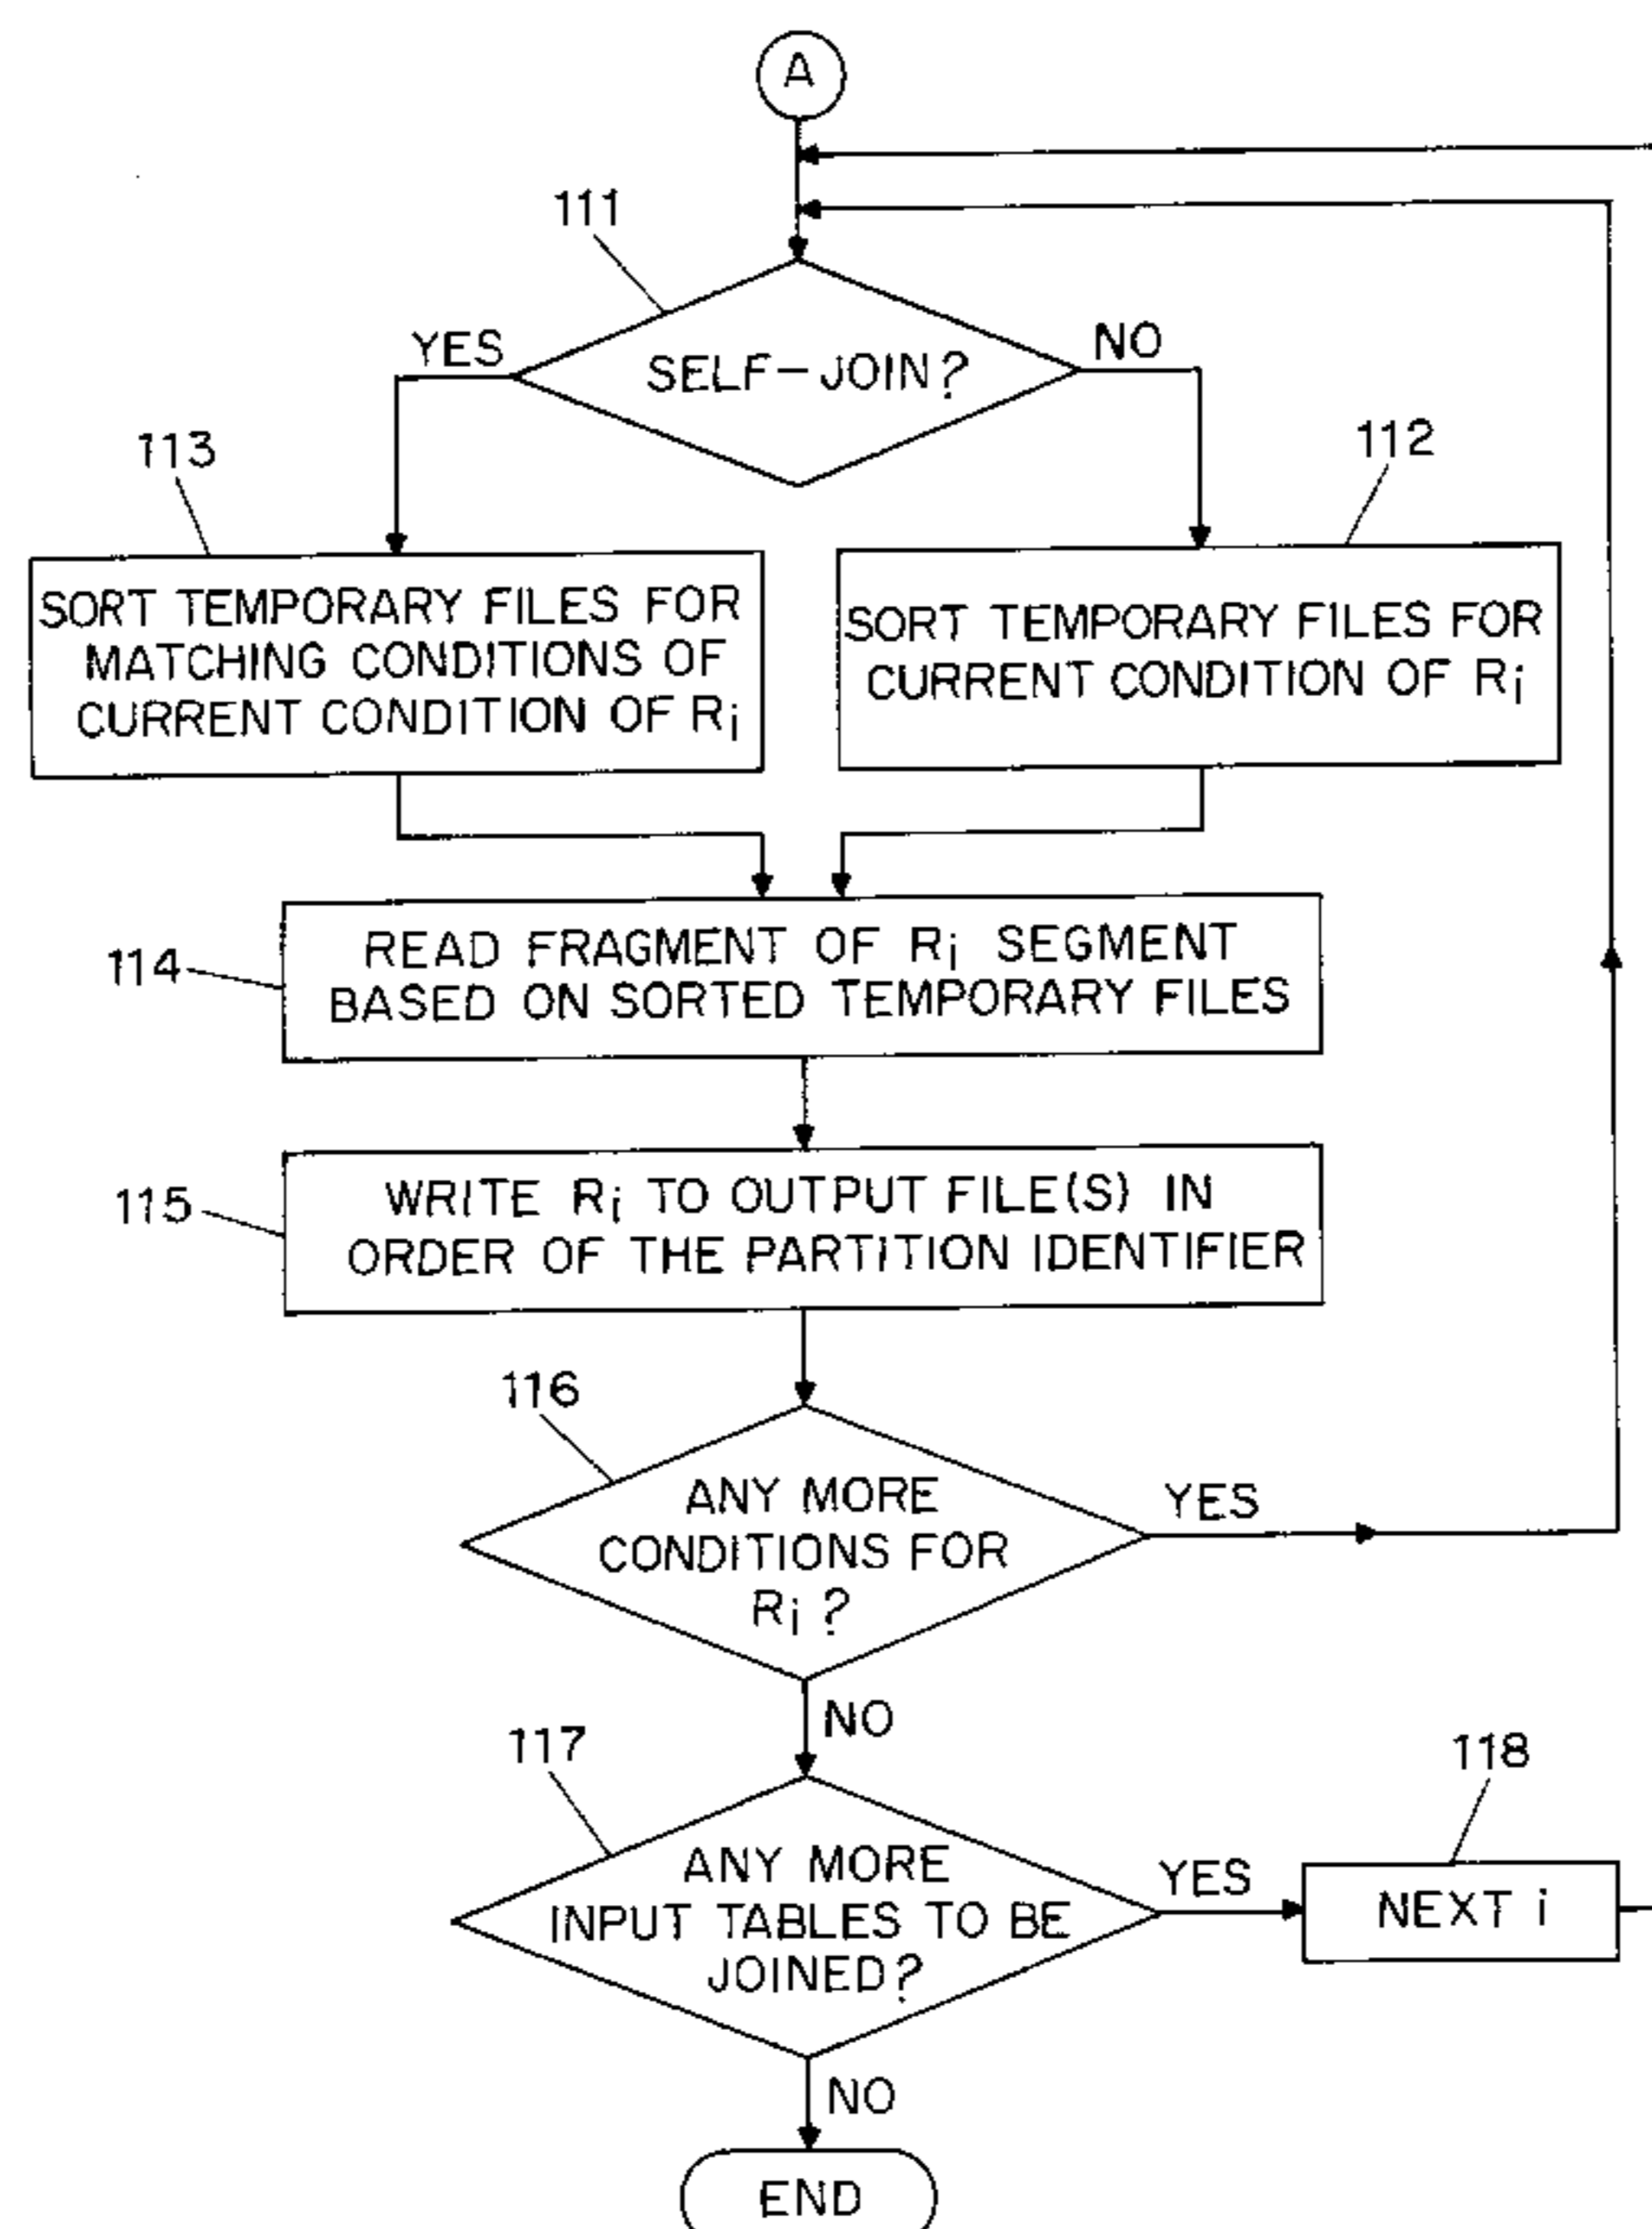 A
111
YES
SELF-JOIN?
NO
113
112
SORT TEMPORARY FILES FOR
MATCHING CONDITIONS OF
CURRENT CONDITION OF Ri
SORT TEMPORARY FILES FOR
CURRENT CONDITION OF Ri
114
READ FRAGMENT OF Ri SEGMENT
BASED ON SORTED TEMPORARY FILES
115
WRITE Ri TO OUTPUT FILE(S) IN
ORDER OF THE PARTITION IDENTIFIER
116
ANY MORE
CONDITIONS FOR
Ri?
YES
NO
117
ANY MORE
INPUT TABLES TO BE
JOINED?
YES
118
NEXT i
NO
END